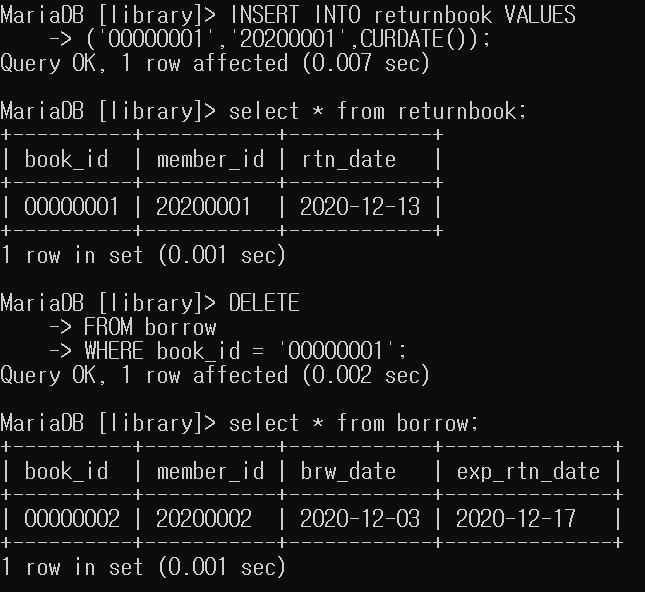 MariaDB [library]> INSERT INTO returnbook VALUES
    -> ('00000001','20200001',CURDATE());
Query OK, 1 row affected (0.007 sec)
MariaDB [library]> select * from returnbook;
+----------+-----------+------------+
| book_id  | member_id | rtn_date   |
+----------+-----------+------------+
| 00000001 | 20200001  | 2020-12-13 |
+----------+-----------+------------+
1 row in set (0.001 sec)
MariaDB [library]> DELETE
    -> FROM borrow
    -> WHERE book_id = '00000001';
Query OK, 1 row affected (0.002 sec)
MariaDB [library]> select * from borrow;
+----------+-----------+------------+--------------+
| book_id  | member_id | brw_date   | exp_rtn_date |
+----------+-----------+------------+--------------+
| 00000002 | 20200002  | 2020-12-03 | 2020-12-17   |
+----------+-----------+------------+--------------+
1 row in set (0.001 sec)